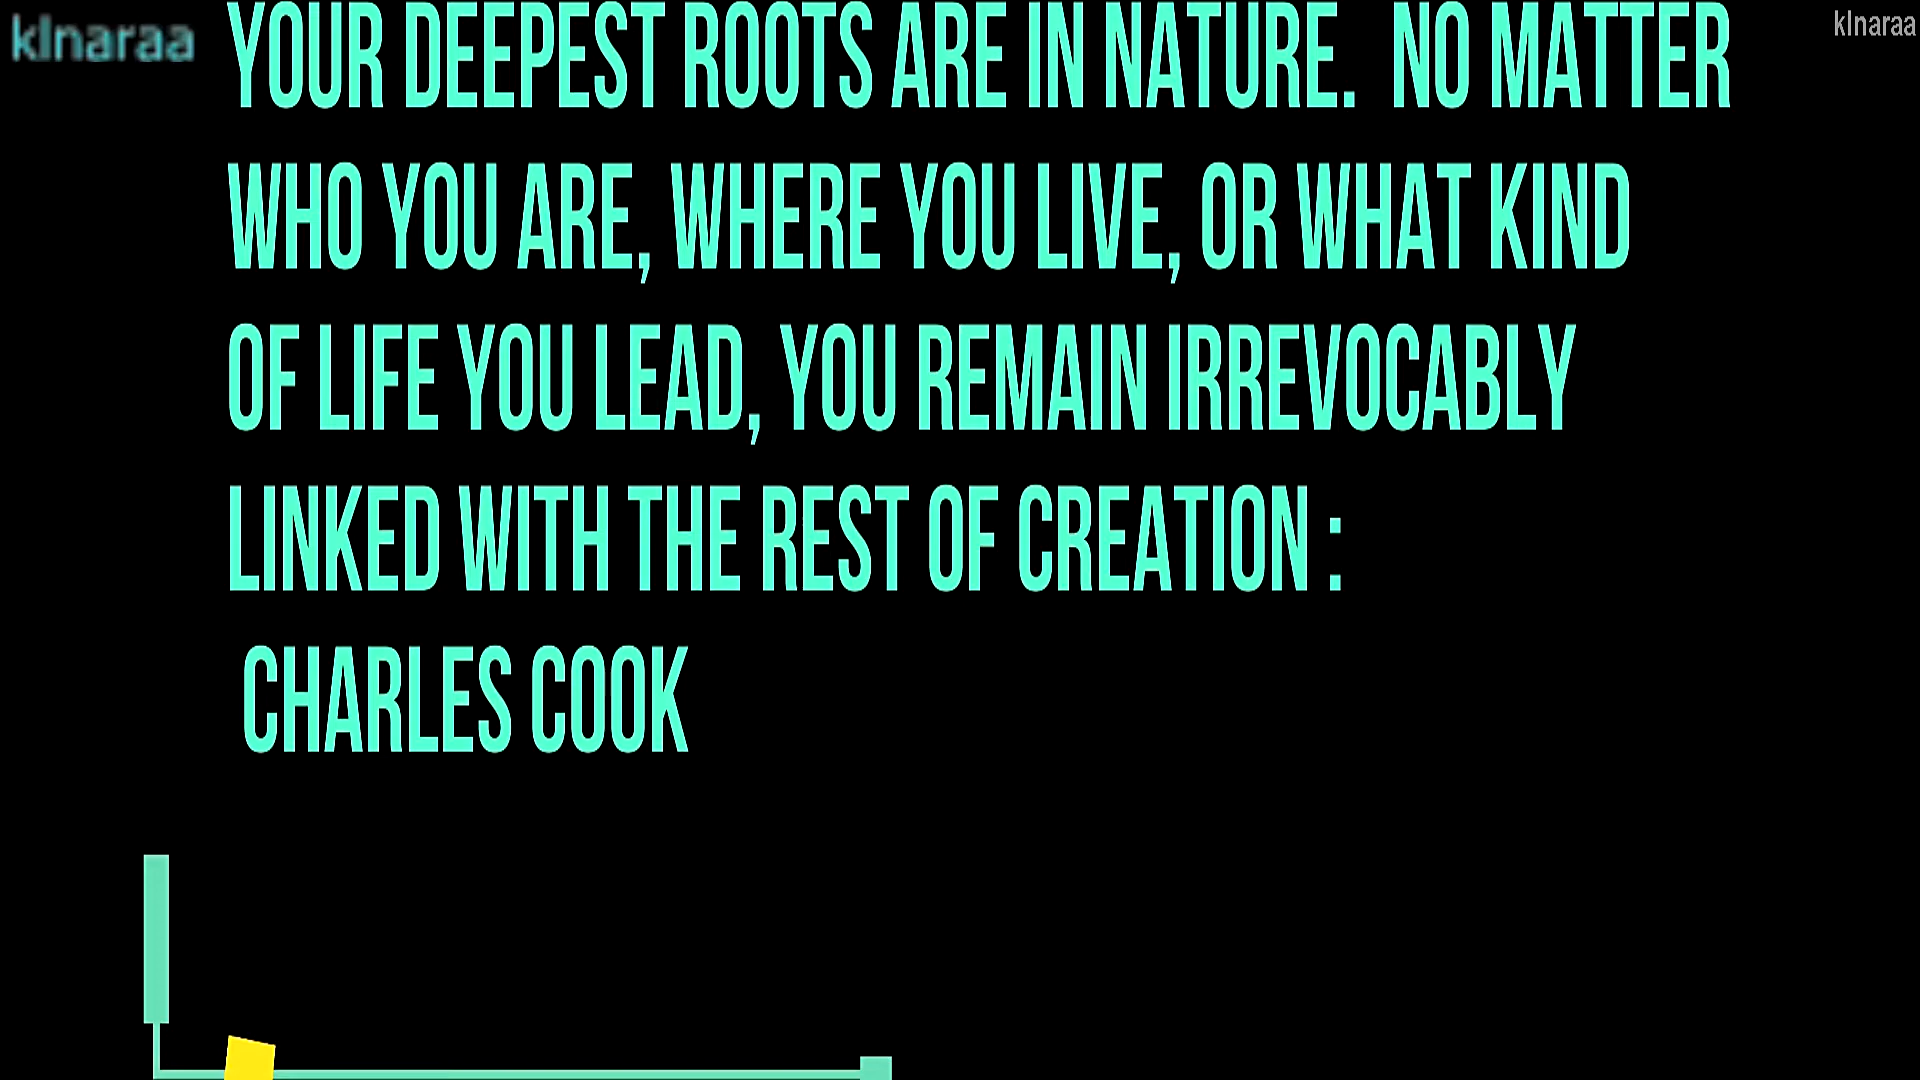 klnaraa
klnaraa
YOUR DEEPEST ROOTS ARE IN NATURE.  NO MATTER
WHO YOU ARE, WHERE YOU LIVE, OR WHAT KIND
OF LIFE YOU LEAD, YOU REMAIN IRREVOCABLY
LINKED WITH THE REST OF CREATION :
CHARLES COOK